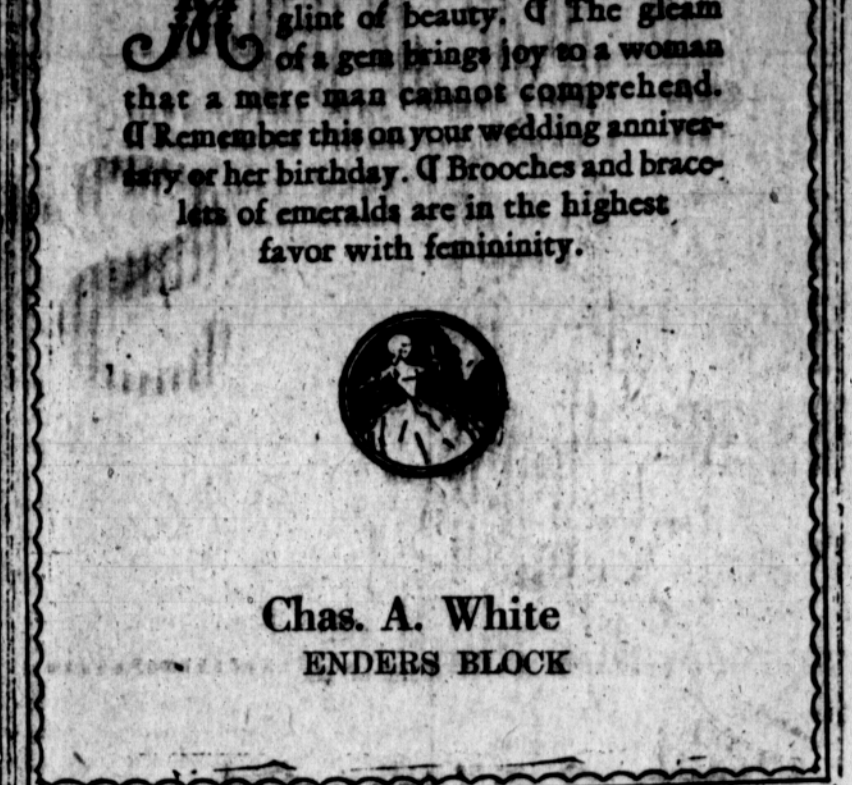 M glint of beauty. ¶ The gleam
of a gem brings joy to a woman
that a mere man cannot comprehend.
¶ Remember this on your wedding anniver-
sary or her birthday. ¶ Brooches and brace-
lets of emeralds are in the highest
favor with femininity.
Chas. A. White
ENDERS BLOCK